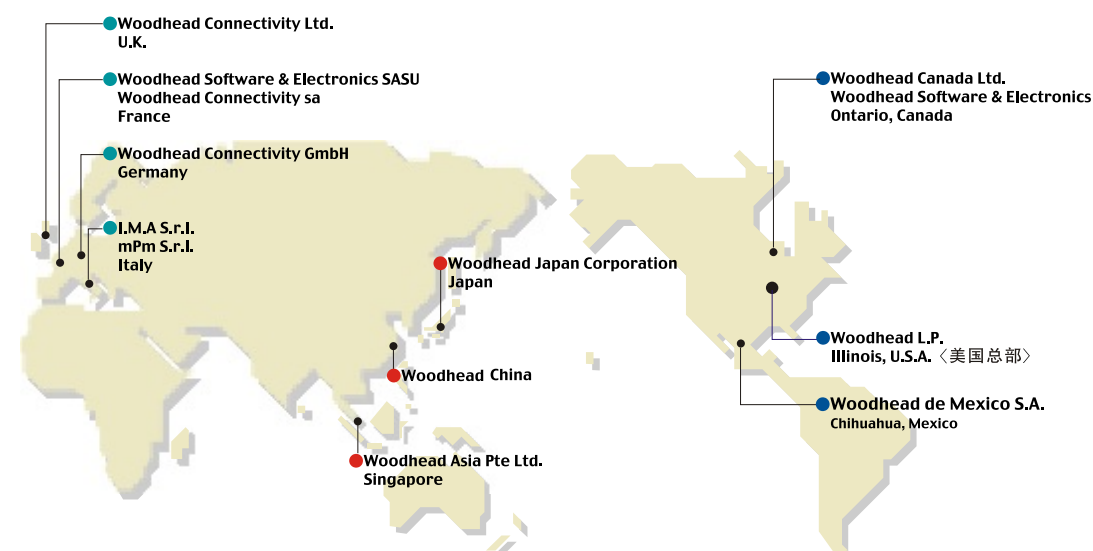 Woodhead Connectivity Ltd.
U.K.
Woodhead Software & Electronics SASU
Woodhead Connectivity sa
France
Woodhead Connectivity GmbH
Germany
I.M.A S.r.l.
mPm S.r.l.
Italy
Woodhead Japan Corporation
Japan
Woodhead China
Woodhead Asia Pte Ltd.
Singapore
Woodhead Canada Ltd.
Woodhead Software & Electronics
Ontario, Canada
Woodhead L.P.
Illinois, U.S.A.〈美国总部〉
Woodhead de Mexico S.A.
Chihuahua, Mexico